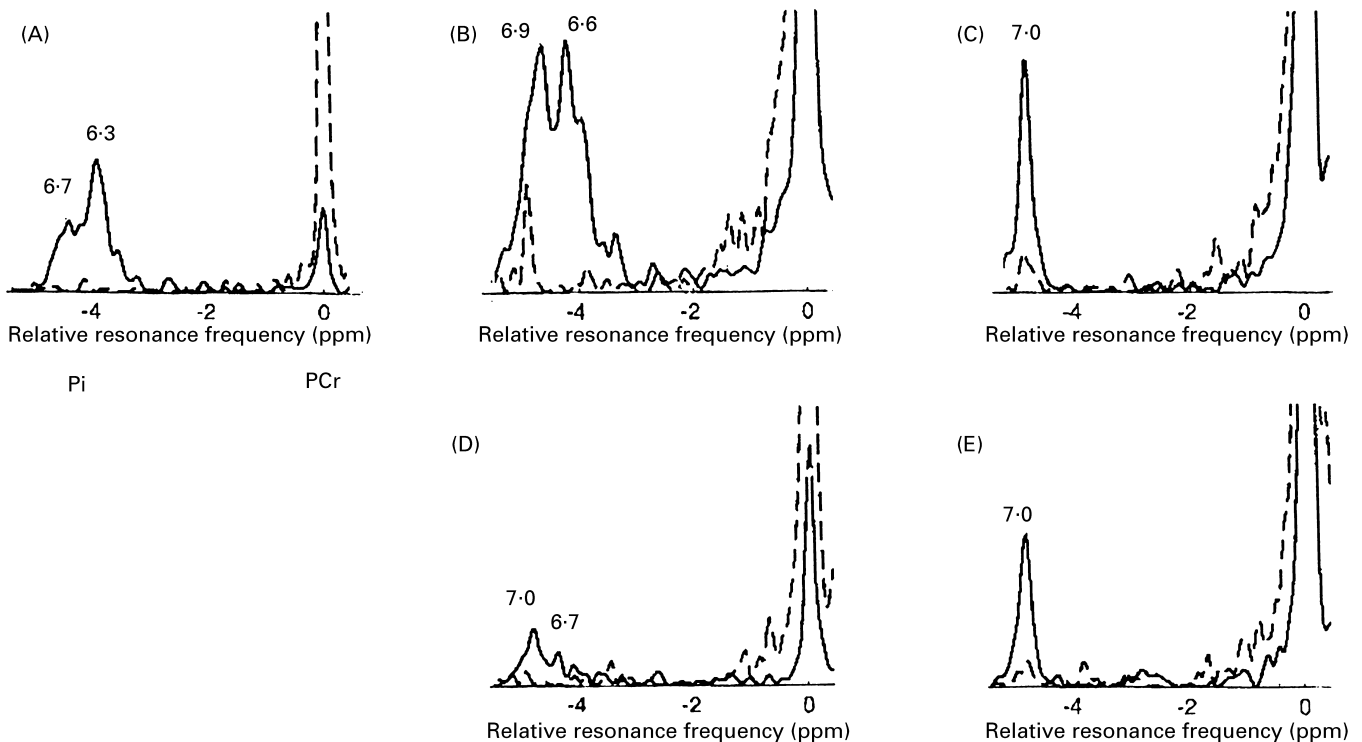 (A)
6·3
6·7
-4 -2 0
Relative resonance frequency (ppm)
Pi PCr
(B)
6·9 6·6
-4 -2 0
Relative resonance frequency (ppm)
(C)
7·0
-4 -2 0
Relative resonance frequency (ppm)
(D)
7·0
6·7
-4 -2 0
Relative resonance frequency (ppm)
(E)
7·0
-4 -2 0
Relative resonance frequency (ppm)